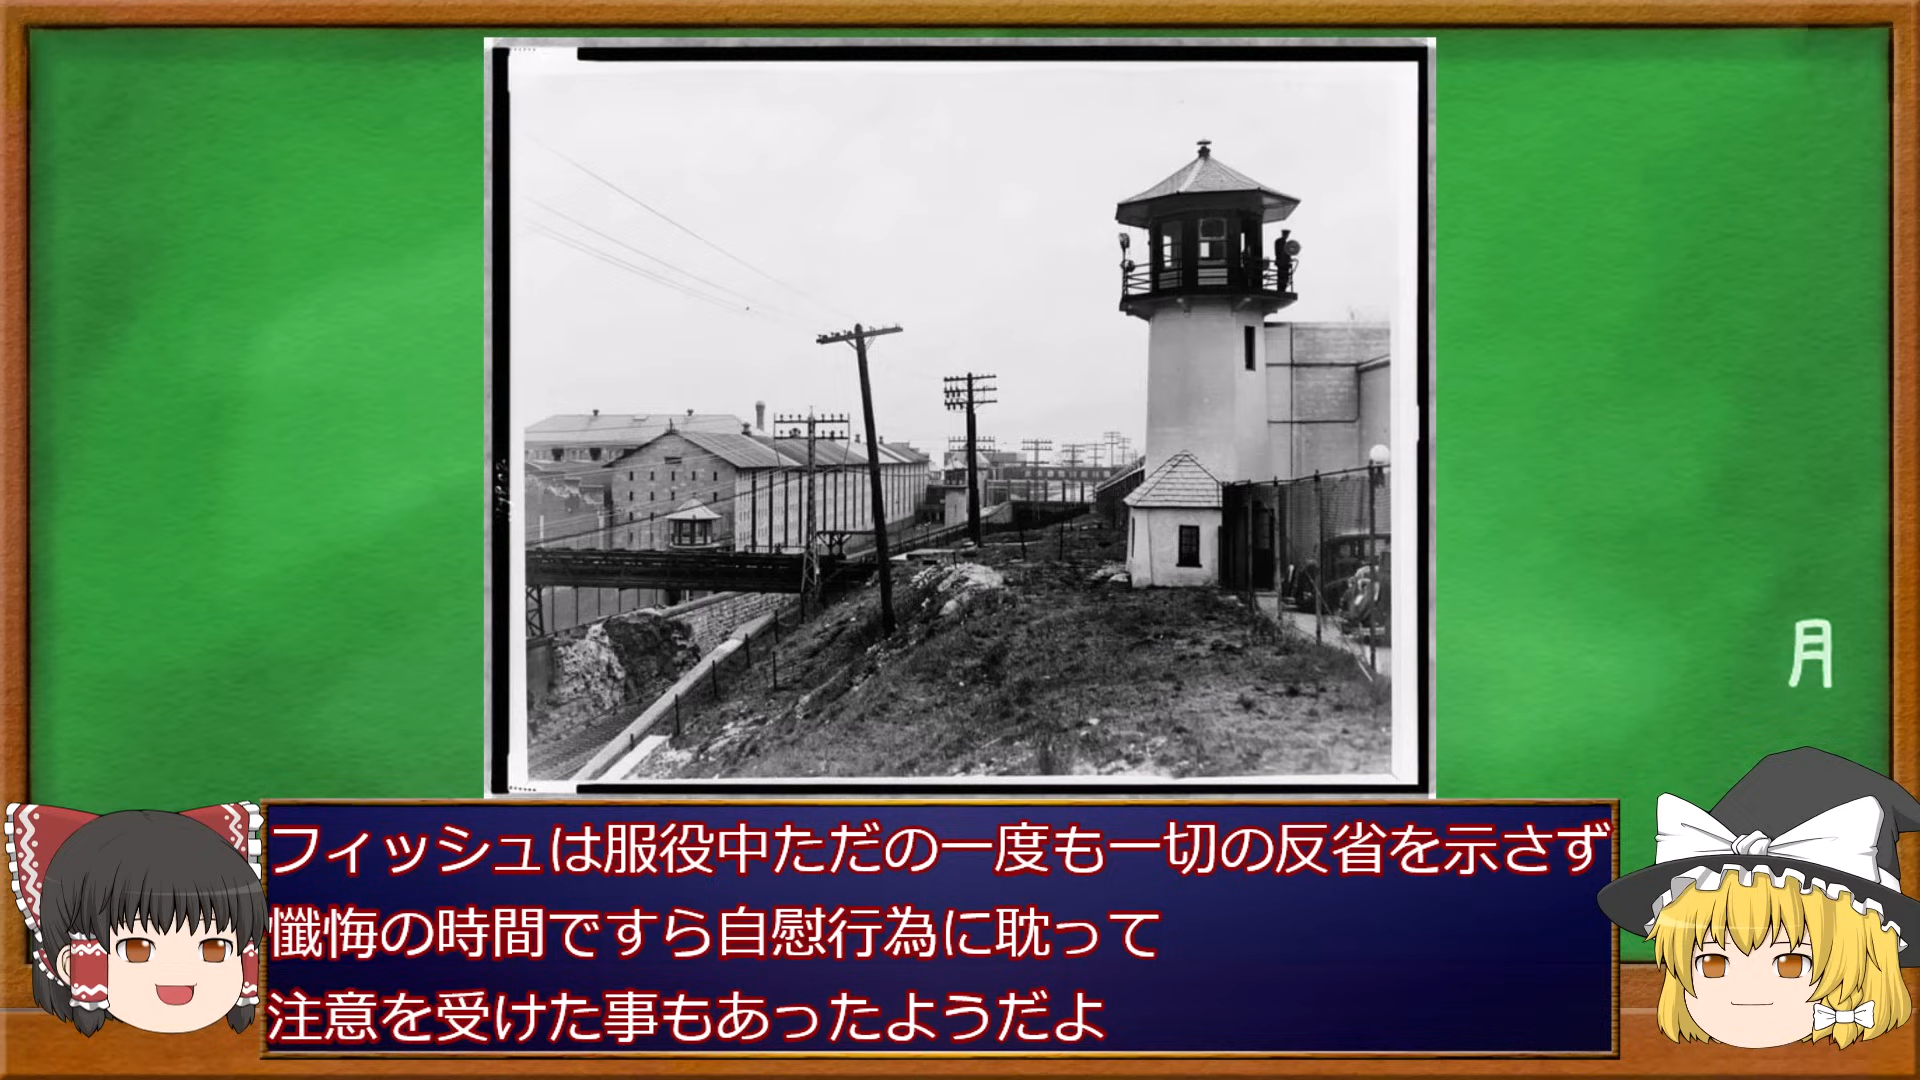 月
フィッシュは服役中ただの一度も一切の反省を示さず
懺悔の時間ですら自慰行為に耽って
注意を受けた事もあったようだよ